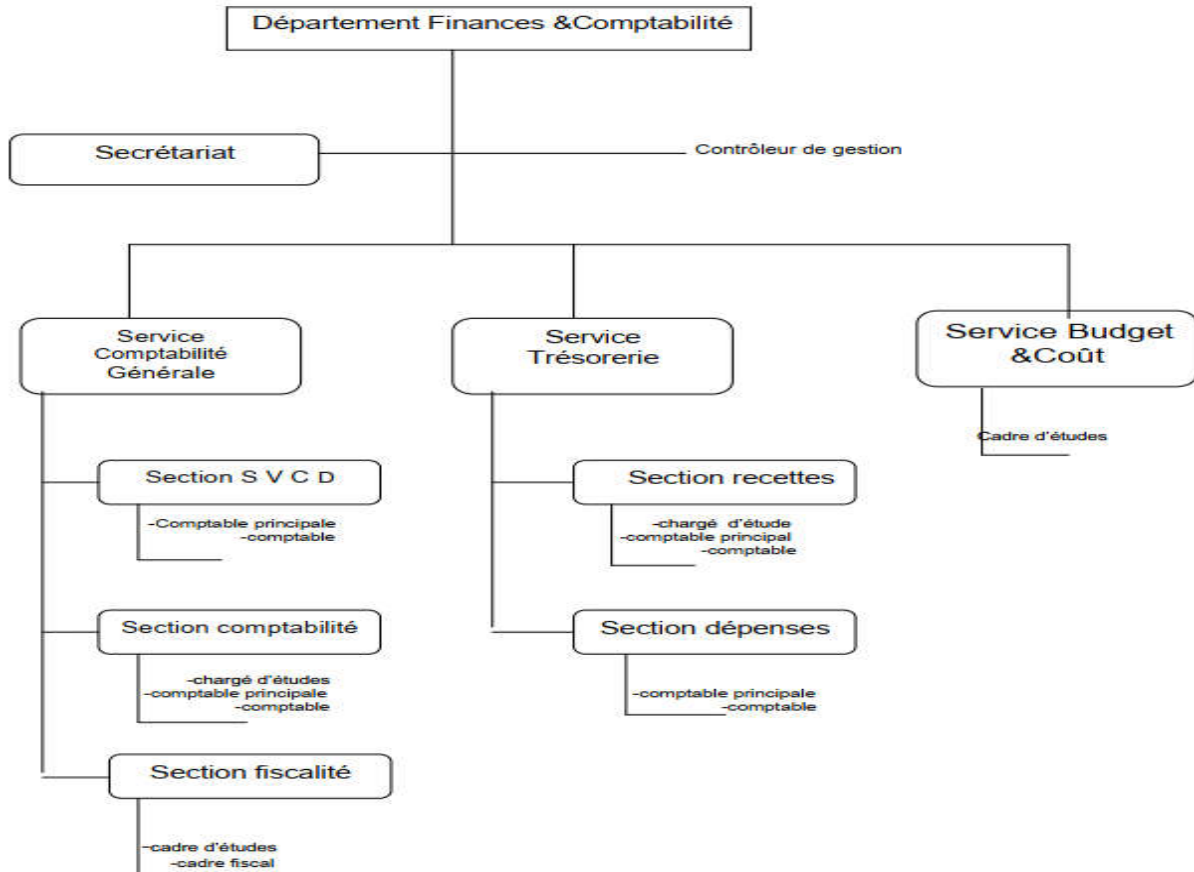 Département Finances &Comptabilité
Secrétariat
Contrôleur de gestion
Service
Comptabilité
Générale
Service
Trésorerie
Service Budget
&Coût
Cadre d'études
Section S V C D
-Comptable principale
-comptable
Section recettes
-chargé d'étude
-comptable principal
-comptable
Section comptabilité
-chargé d'études
-comptable principale
-comptable
Section dépenses
-comptable principale
-comptable
Section fiscalité
-cadre d'études
-cadre fiscal